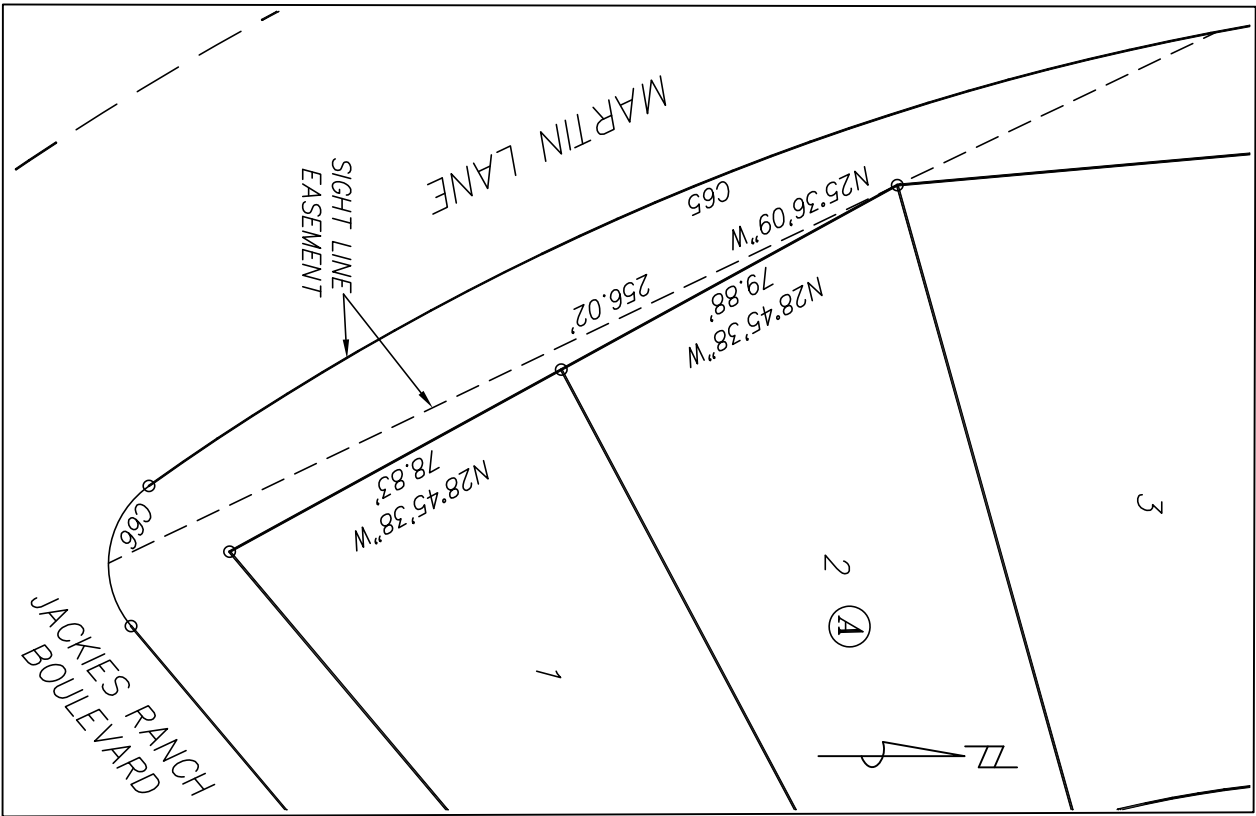 MARTIN LANE
SIGHT LINE
EASEMENT
C65
N25°36'09"W
256.02'
N28°45'38"W
79.88'
N28°45'38"W
78.83'
C66
JACKIES RANCH
BOULEVARD
1
2
A
3
N